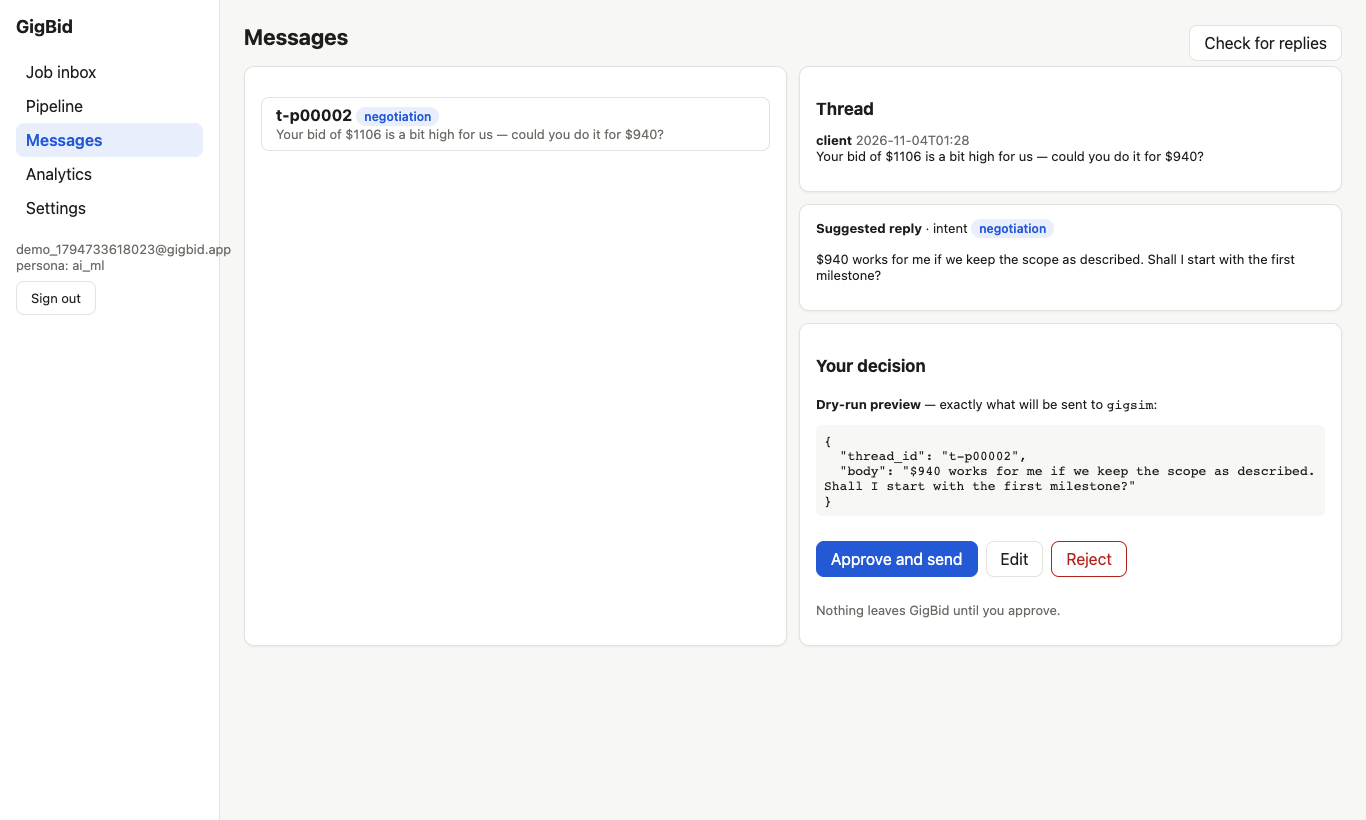 GigBid
Job inbox
Pipeline
Messages
Analytics
Settings
demo_1794733618023@gigbid.app
persona: ai_ml
Sign out
Messages
Check for replies
t-p00002 negotiation
Your bid of $1106 is a bit high for us — could you do it for $940?
Thread
client 2026-11-04T01:28
Your bid of $1106 is a bit high for us — could you do it for $940?
Suggested reply · intent negotiation
$940 works for me if we keep the scope as described. Shall I start with the first
milestone?
Your decision
Dry-run preview — exactly what will be sent to gigsim:
{
  "thread_id": "t-p00002",
  "body": "$940 works for me if we keep the scope as described.
Shall I start with the first milestone?"
}
Approve and send
Edit
Reject
Nothing leaves GigBid until you approve.